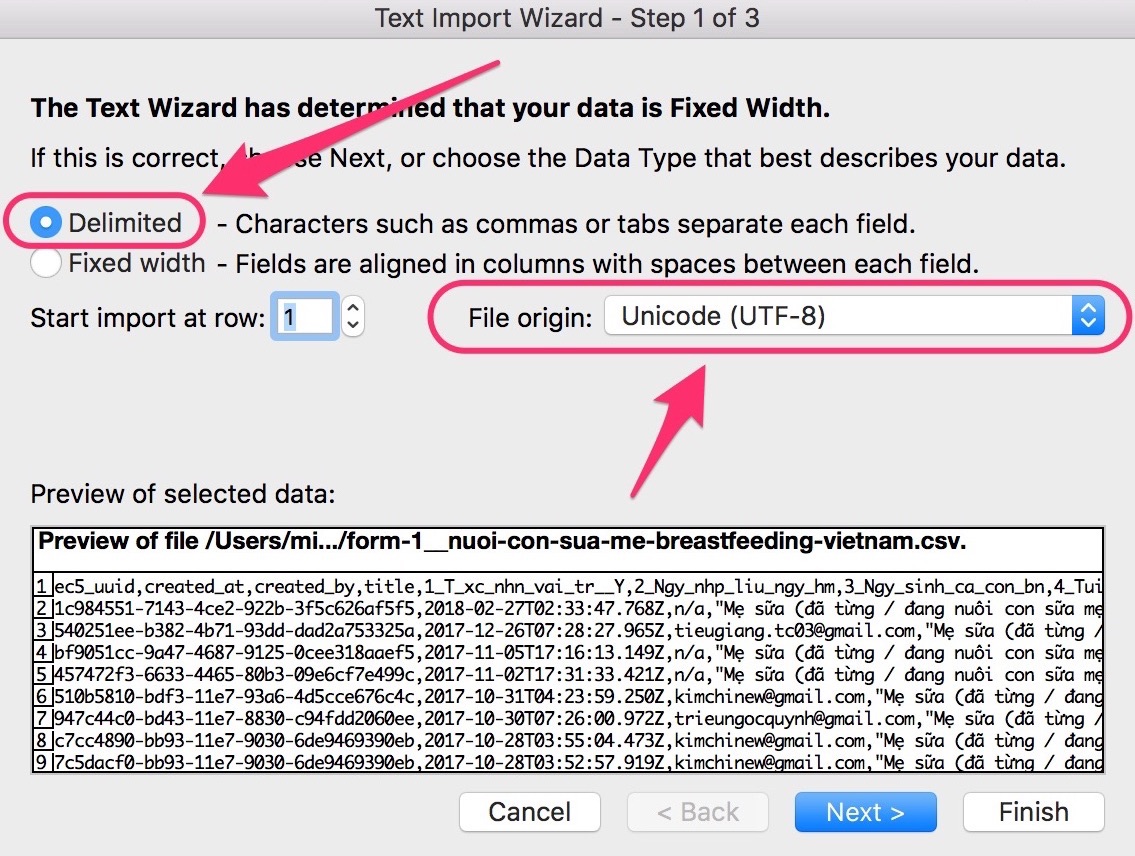 Text Import Wizard - Step 1 of 3
The Text Wizard has determined that your data is Fixed Width.
If this is correct, choose Next, or choose the Data Type that best describes your data.
Delimited - Characters such as commas or tabs separate each field.
Fixed width - Fields are aligned in columns with spaces between each field.
Start import at row: 1 File origin: Unicode (UTF-8)
Preview of selected data:
Preview of file /Users/mi.../form-1__nuoi-con-sua-me-breastfeeding-vietnam.csv.
1 ec5_uuid,created_at,created_by,title,1_T_xc_nhn_vai_tr__Y,2_Ngy_nhp_liu_ngy_hm,3_Ngy_sinh_ca_con_bn,4_Tui
2 1c984551-7143-4ce2-922b-3f5c626af5f5,2018-02-27T02:33:47.768Z,n/a,"Mẹ sữa (đã từng / đang nuôi con sữa mẹ
3 540251ee-b382-4b71-93dd-dad2a753325a,2017-12-26T07:28:27.965Z,tieugiang.tc03@gmail.com,"Mẹ sữa (đã từng /
4 bf9051cc-9a47-4687-9125-0cee318aaef5,2017-11-05T17:16:13.149Z,n/a,"Mẹ sữa (đã từng / đang nuôi con sữa mẹ
5 457472f3-6633-4465-80b3-09e6cf7e499c,2017-11-02T17:31:33.421Z,n/a,"Mẹ sữa (đã từng / đang nuôi con sữa mẹ
6 510b5810-bdf3-11e7-93a6-4d5cce676c4c,2017-10-31T04:23:59.250Z,kimchinew@gmail.com,"Mẹ sữa (đã từng / đang
7 947c44c0-bd43-11e7-8830-c94fdd2060ee,2017-10-30T07:26:00.972Z,trieungocquynh@gmail.com,"Mẹ sữa (đã từng /
8 c7cc4890-bb93-11e7-9030-6de9469390eb,2017-10-28T03:55:04.473Z,kimchinew@gmail.com,"Mẹ sữa (đã từng / đang
9 7c5dacf0-bb93-11e7-9030-6de9469390eb,2017-10-28T03:52:57.919Z,kimchinew@gmail.com,"Mẹ sữa (đã từng / đang
Cancel < Back Next > Finish